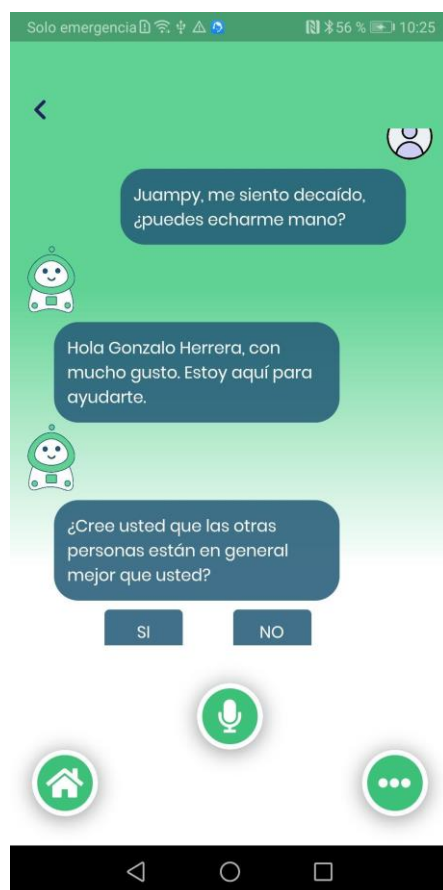 Solo emergencia 56 % 10:25
Juampy, me siento decaído,
¿puedes echarme mano?
Hola Gonzalo Herrera, con
mucho gusto. Estoy aquí para
ayudarte.
¿Cree usted que las otras
personas están en general
mejor que usted?
SI NO